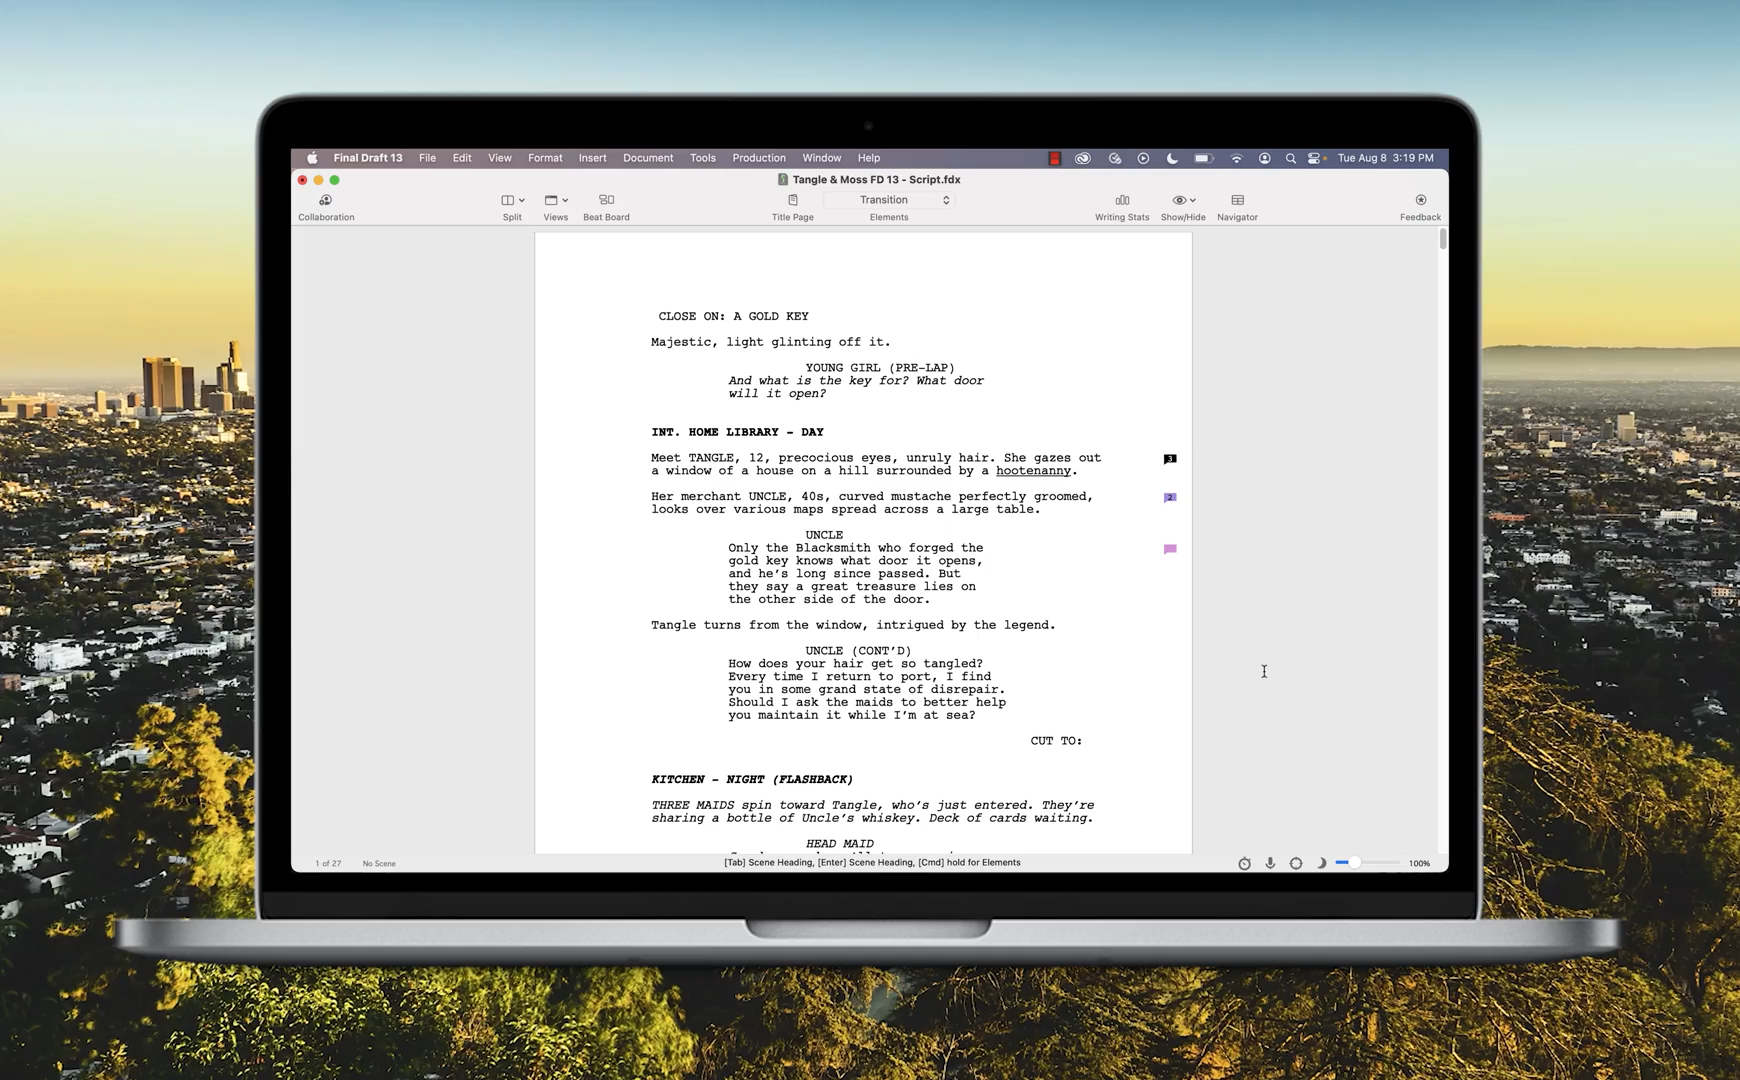 Final Draft 13 File Edit View Format Insert Document Tools Production Window Help Tue Aug 8 3:19 PM
Tangle & Moss FD 13 - Script.fdx
Transition
Collaboration Split Views Beat Board Title Page Elements Writing Stats Show/Hide Navigator Feedback
CLOSE ON: A GOLD KEY
Majestic, light glinting off it.
YOUNG GIRL (PRE-LAP)
And what is the key for? What door
will it open?
INT. HOME LIBRARY - DAY
Meet TANGLE, 12, precocious eyes, unruly hair. She gazes out
3
a window of a house on a hill surrounded by a hootenanny.
Her merchant UNCLE, 40s, curved mustache perfectly groomed,
2
looks over various maps spread across a large table.
UNCLE
Only the Blacksmith who forged the
gold key knows what door it opens,
and he's long since passed. But
they say a great treasure lies on
the other side of the door.
Tangle turns from the window, intrigued by the legend.
UNCLE (CONT'D)
How does your hair get so tangled?
Every time I return to port, I find
you in some grand state of disrepair.
Should I ask the maids to better help
you maintain it while I'm at sea?
CUT TO:
KITCHEN - NIGHT (FLASHBACK)
THREE MAIDS spin toward Tangle, who's just entered. They're
sharing a bottle of Uncle's whiskey. Deck of cards waiting.
HEAD MAID
1 of 27 No Scene [Tab] Scene Heading, [Enter] Scene Heading, [Cmd] hold for Elements 100%